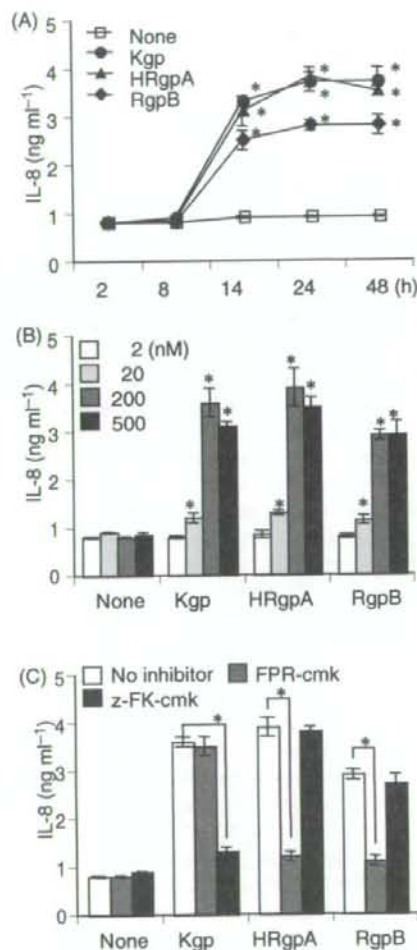 (A)
None
Kgp
HRgpA
RgpB
IL-8 (ng ml⁻¹)
5
4
3
2
1
0
* * *
* * *
* * *
2 8 14 24 48 (h)
(B)
2 (nM)
20
200
500
IL-8 (ng ml⁻¹)
5
4
3
2
1
0
* * *
* * *
* * *
None Kgp HRgpA RgpB
(C)
No inhibitor
FPR-cmk
z-FK-cmk
IL-8 (ng ml⁻¹)
5
4
3
2
1
0
* * *
None Kgp HRgpA RgpB